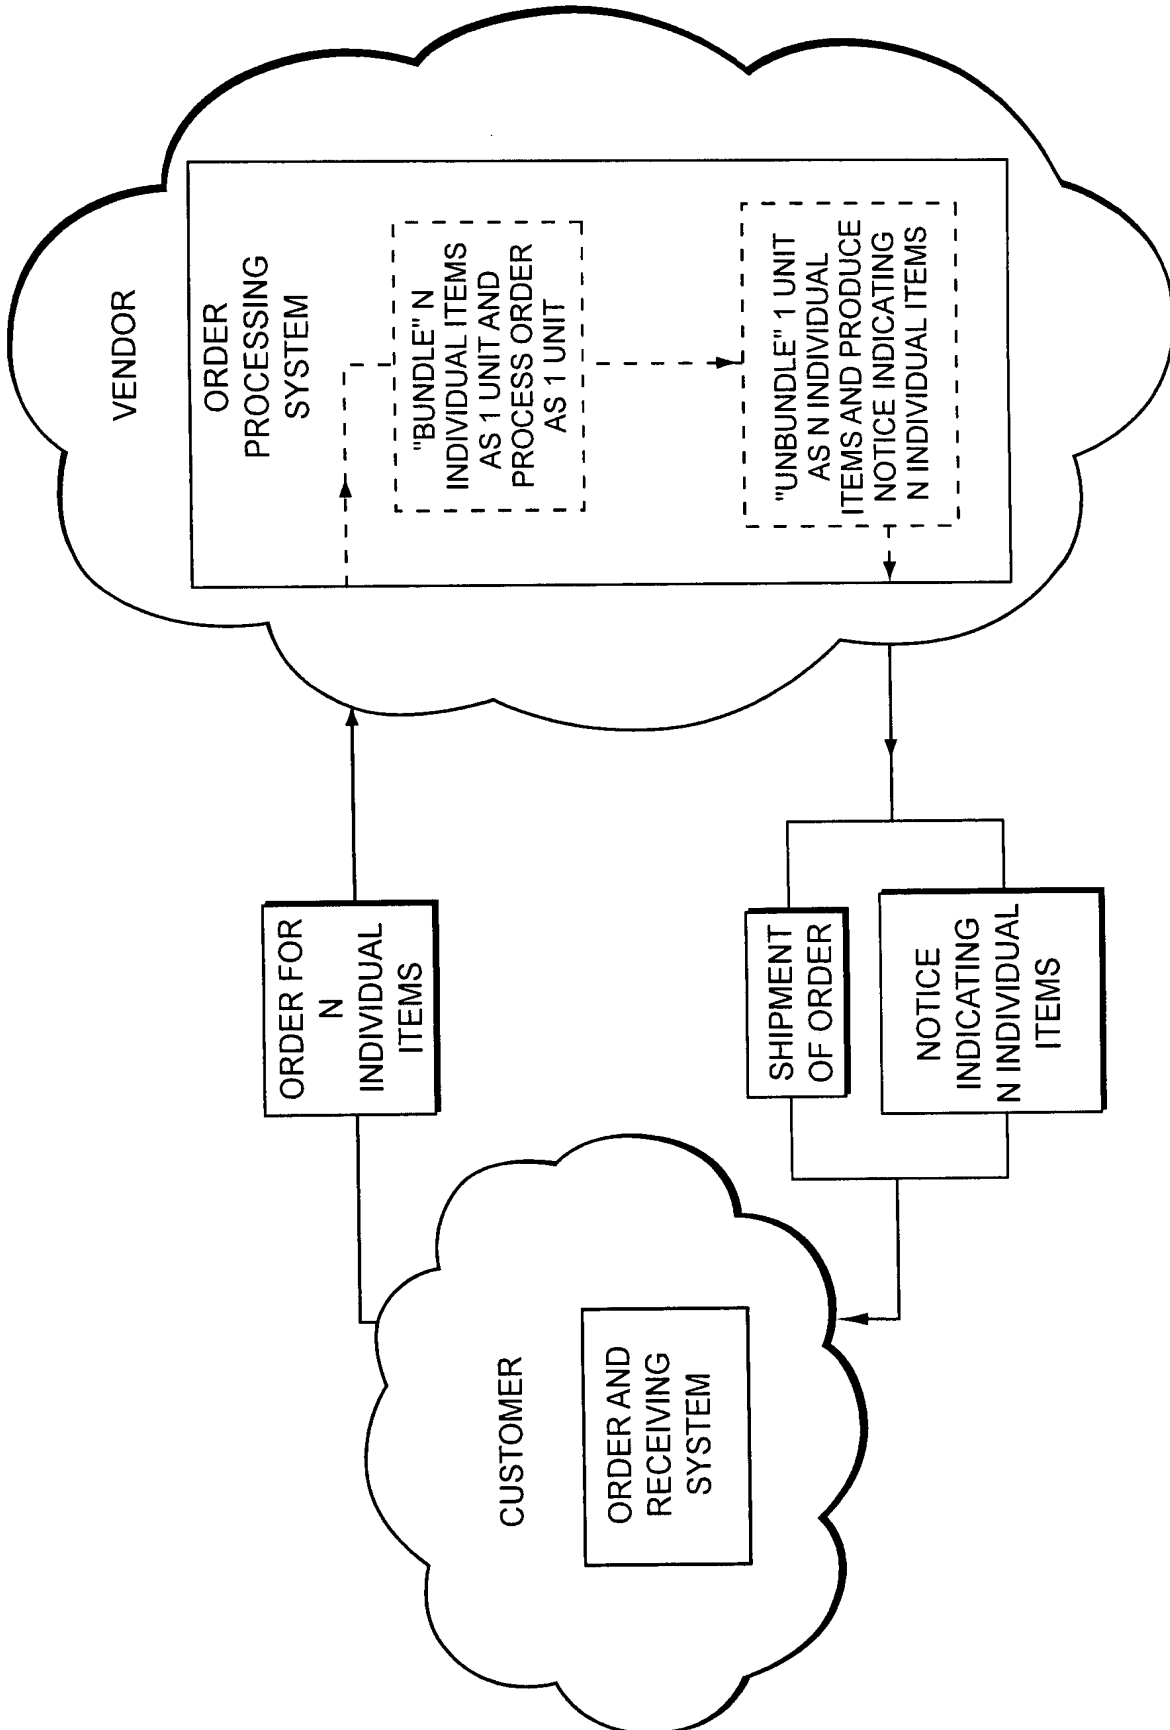 VENDOR
ORDER
PROCESSING
SYSTEM
"BUNDLE" N
INDIVIDUAL ITEMS
AS 1 UNIT AND
PROCESS ORDER
AS 1 UNIT
"UNBUNDLE" 1 UNIT
AS N INDIVIDUAL
ITEMS AND PRODUCE
NOTICE INDICATING
N INDIVIDUAL ITEMS
ORDER FOR
N
INDIVIDUAL
ITEMS
SHIPMENT
OF ORDER
NOTICE
INDICATING
N INDIVIDUAL
ITEMS
CUSTOMER
ORDER AND
RECEIVING
SYSTEM